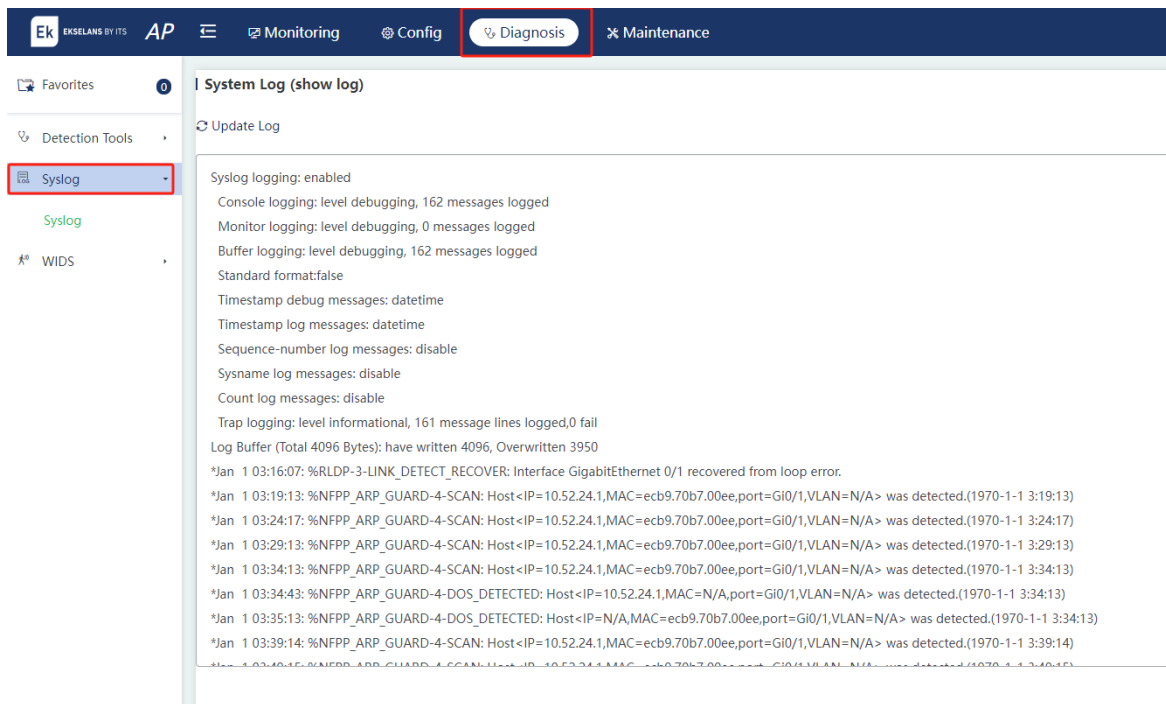 Ek EKSELANS BY ITS AP Monitoring Config Diagnosis Maintenance
Favorites 0
Detection Tools
Syslog
Syslog
WIDS
System Log (show log)
Update Log
Syslog logging: enabled
Console logging: level debugging, 162 messages logged
Monitor logging: level debugging, 0 messages logged
Buffer logging: level debugging, 162 messages logged
Standard format:false
Timestamp debug messages: datetime
Timestamp log messages: datetime
Sequence-number log messages: disable
Sysname log messages: disable
Count log messages: disable
Trap logging: level informational, 161 message lines logged,0 fail
Log Buffer (Total 4096 Bytes): have written 4096, Overwritten 3950
*Jan 1 03:16:07: %RLDP-3-LINK_DETECT_RECOVER: Interface GigabitEthernet 0/1 recovered from loop error.
*Jan 1 03:19:13: %NFPP_ARP_GUARD-4-SCAN: Host<IP=10.52.24.1,MAC=ecb9.70b7.00ee,port=Gi0/1,VLAN=N/A> was detected.(1970-1-1 3:19:13)
*Jan 1 03:24:17: %NFPP_ARP_GUARD-4-SCAN: Host<IP=10.52.24.1,MAC=ecb9.70b7.00ee,port=Gi0/1,VLAN=N/A> was detected.(1970-1-1 3:24:17)
*Jan 1 03:29:13: %NFPP_ARP_GUARD-4-SCAN: Host<IP=10.52.24.1,MAC=ecb9.70b7.00ee,port=Gi0/1,VLAN=N/A> was detected.(1970-1-1 3:29:13)
*Jan 1 03:34:13: %NFPP_ARP_GUARD-4-SCAN: Host<IP=10.52.24.1,MAC=ecb9.70b7.00ee,port=Gi0/1,VLAN=N/A> was detected.(1970-1-1 3:34:13)
*Jan 1 03:34:43: %NFPP_ARP_GUARD-4-DOS_DETECTED: Host<IP=10.52.24.1,MAC=N/A,port=Gi0/1,VLAN=N/A> was detected.(1970-1-1 3:34:13)
*Jan 1 03:35:13: %NFPP_ARP_GUARD-4-DOS_DETECTED: Host<IP=N/A,MAC=ecb9.70b7.00ee,port=Gi0/1,VLAN=N/A> was detected.(1970-1-1 3:34:13)
*Jan 1 03:39:14: %NFPP_ARP_GUARD-4-SCAN: Host<IP=10.52.24.1,MAC=ecb9.70b7.00ee,port=Gi0/1,VLAN=N/A> was detected.(1970-1-1 3:39:14)